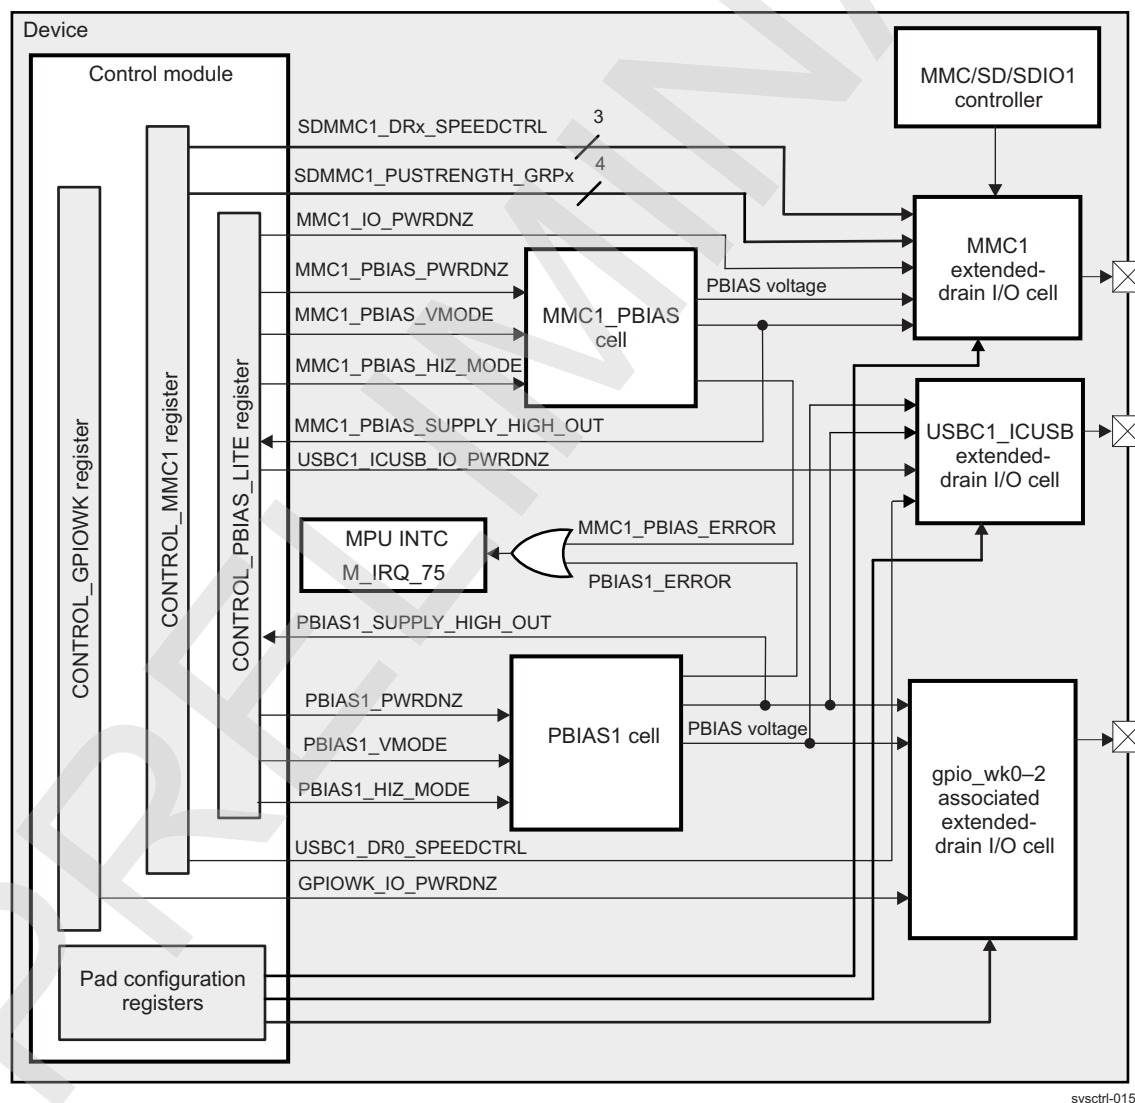 Device
Control module
MMC/SD/SDIO1
controller
SDMMC1_DRx_SPEEDCTRL
3
SDMMC1_PUSTRENGTH_GRPx
4
MMC1_IO_PWRDNZ
MMC1_PBIAS_PWRDNZ
MMC1_PBIAS_VMODE
MMC1_PBIAS_HIZ_MODE
MMC1_PBIAS
cell
PBIAS voltage
MMC1
extended-
drain I/O cell
MMC1_PBIAS_SUPPLY_HIGH_OUT
USBC1_ICUSB_IO_PWRDNZ
USBC1_ICUSB
extended-
drain I/O cell
CONTROL_GPIOWK register
CONTROL_MMC1 register
CONTROL_PBIAS_LITE register
MPU INTC
M_IRQ_75
MMC1_PBIAS_ERROR
PBIAS1_ERROR
PBIAS1_SUPPLY_HIGH_OUT
PBIAS1_PWRDNZ
PBIAS1_VMODE
PBIAS1_HIZ_MODE
PBIAS1 cell
PBIAS voltage
gpio_wk0–2
associated
extended-
drain I/O cell
USBC1_DR0_SPEEDCTRL
GPIOWK_IO_PWRDNZ
Pad configuration
registers
sysctrl-015
PRELIMINA